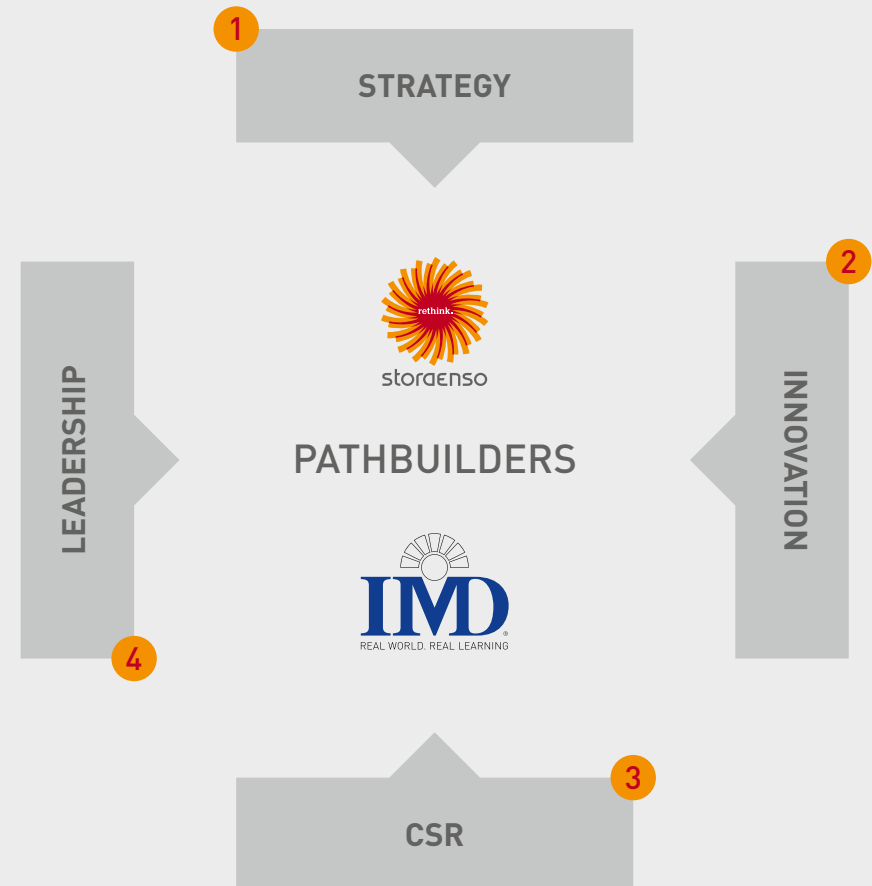 1
STRATEGY
2
rethink.
storaenso
LEADERSHIP
PATHBUILDERS
INNOVATION
IMD®
REAL WORLD. REAL LEARNING
4
3
CSR